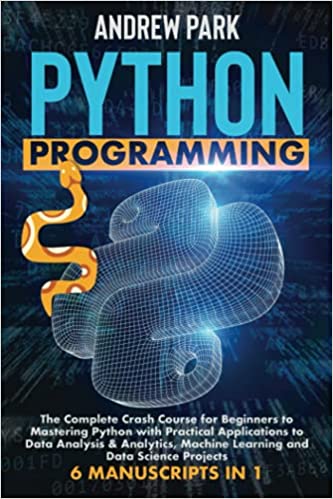 ANDREW PARK
PYTHON
PROGRAMMING
The Complete Crash Course for Beginners to
Mastering Python with Practical Applications to
Data Analysis & Analytics, Machine Learning and
Data Science Projects
6 MANUSCRIPTS IN 1